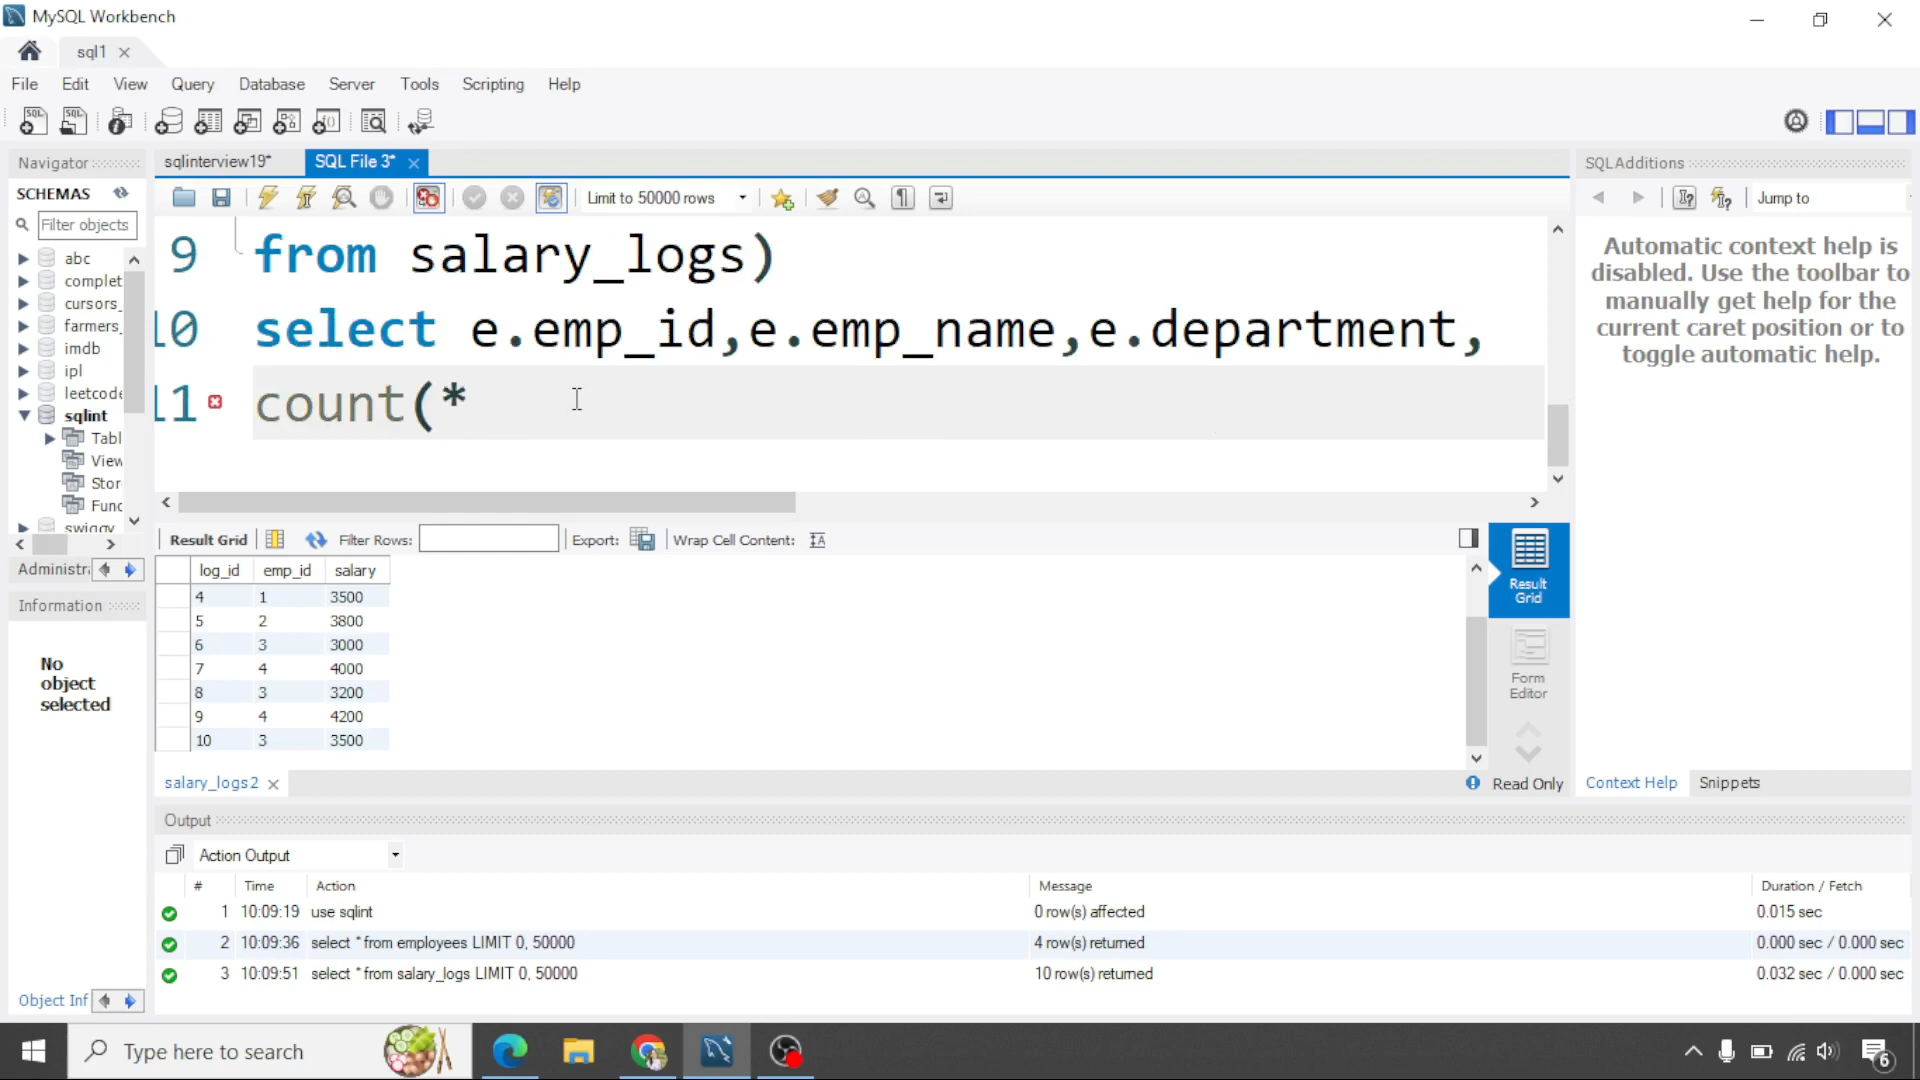 MySQL Workbench
sql1
File Edit View Query Database Server Tools Scripting Help
Navigator
sqlinterview19* SQL File 3*
SQLAdditions
SCHEMAS
Limit to 50000 rows
Jump to
Filter objects
abc
complet
cursors_
farmers_
imdb
ipl
leetcode
sqlint
Tabl
View
Stor
Func
swiggy
9 from salary_logs)
10 select e.emp_id,e.emp_name,e.department,
11 count(*
Automatic context help is
disabled. Use the toolbar to
manually get help for the
current caret position or to
toggle automatic help.
Administr
Information
No
object
selected
Object Inf
Result Grid Filter Rows: Export: Wrap Cell Content:
log_id emp_id salary
4 1 3500
5 2 3800
6 3 3000
7 4 4000
8 3 3200
9 4 4200
10 3 3500
Result
Grid
Form
Editor
salary_logs2
Read Only
Context Help Snippets
Output
Action Output
# Time Action Message Duration / Fetch
1 10:09:19 use sqlint 0 row(s) affected 0.015 sec
2 10:09:36 select * from employees LIMIT 0, 50000 4 row(s) returned 0.000 sec / 0.000 sec
3 10:09:51 select * from salary_logs LIMIT 0, 50000 10 row(s) returned 0.032 sec / 0.000 sec
Type here to search
6